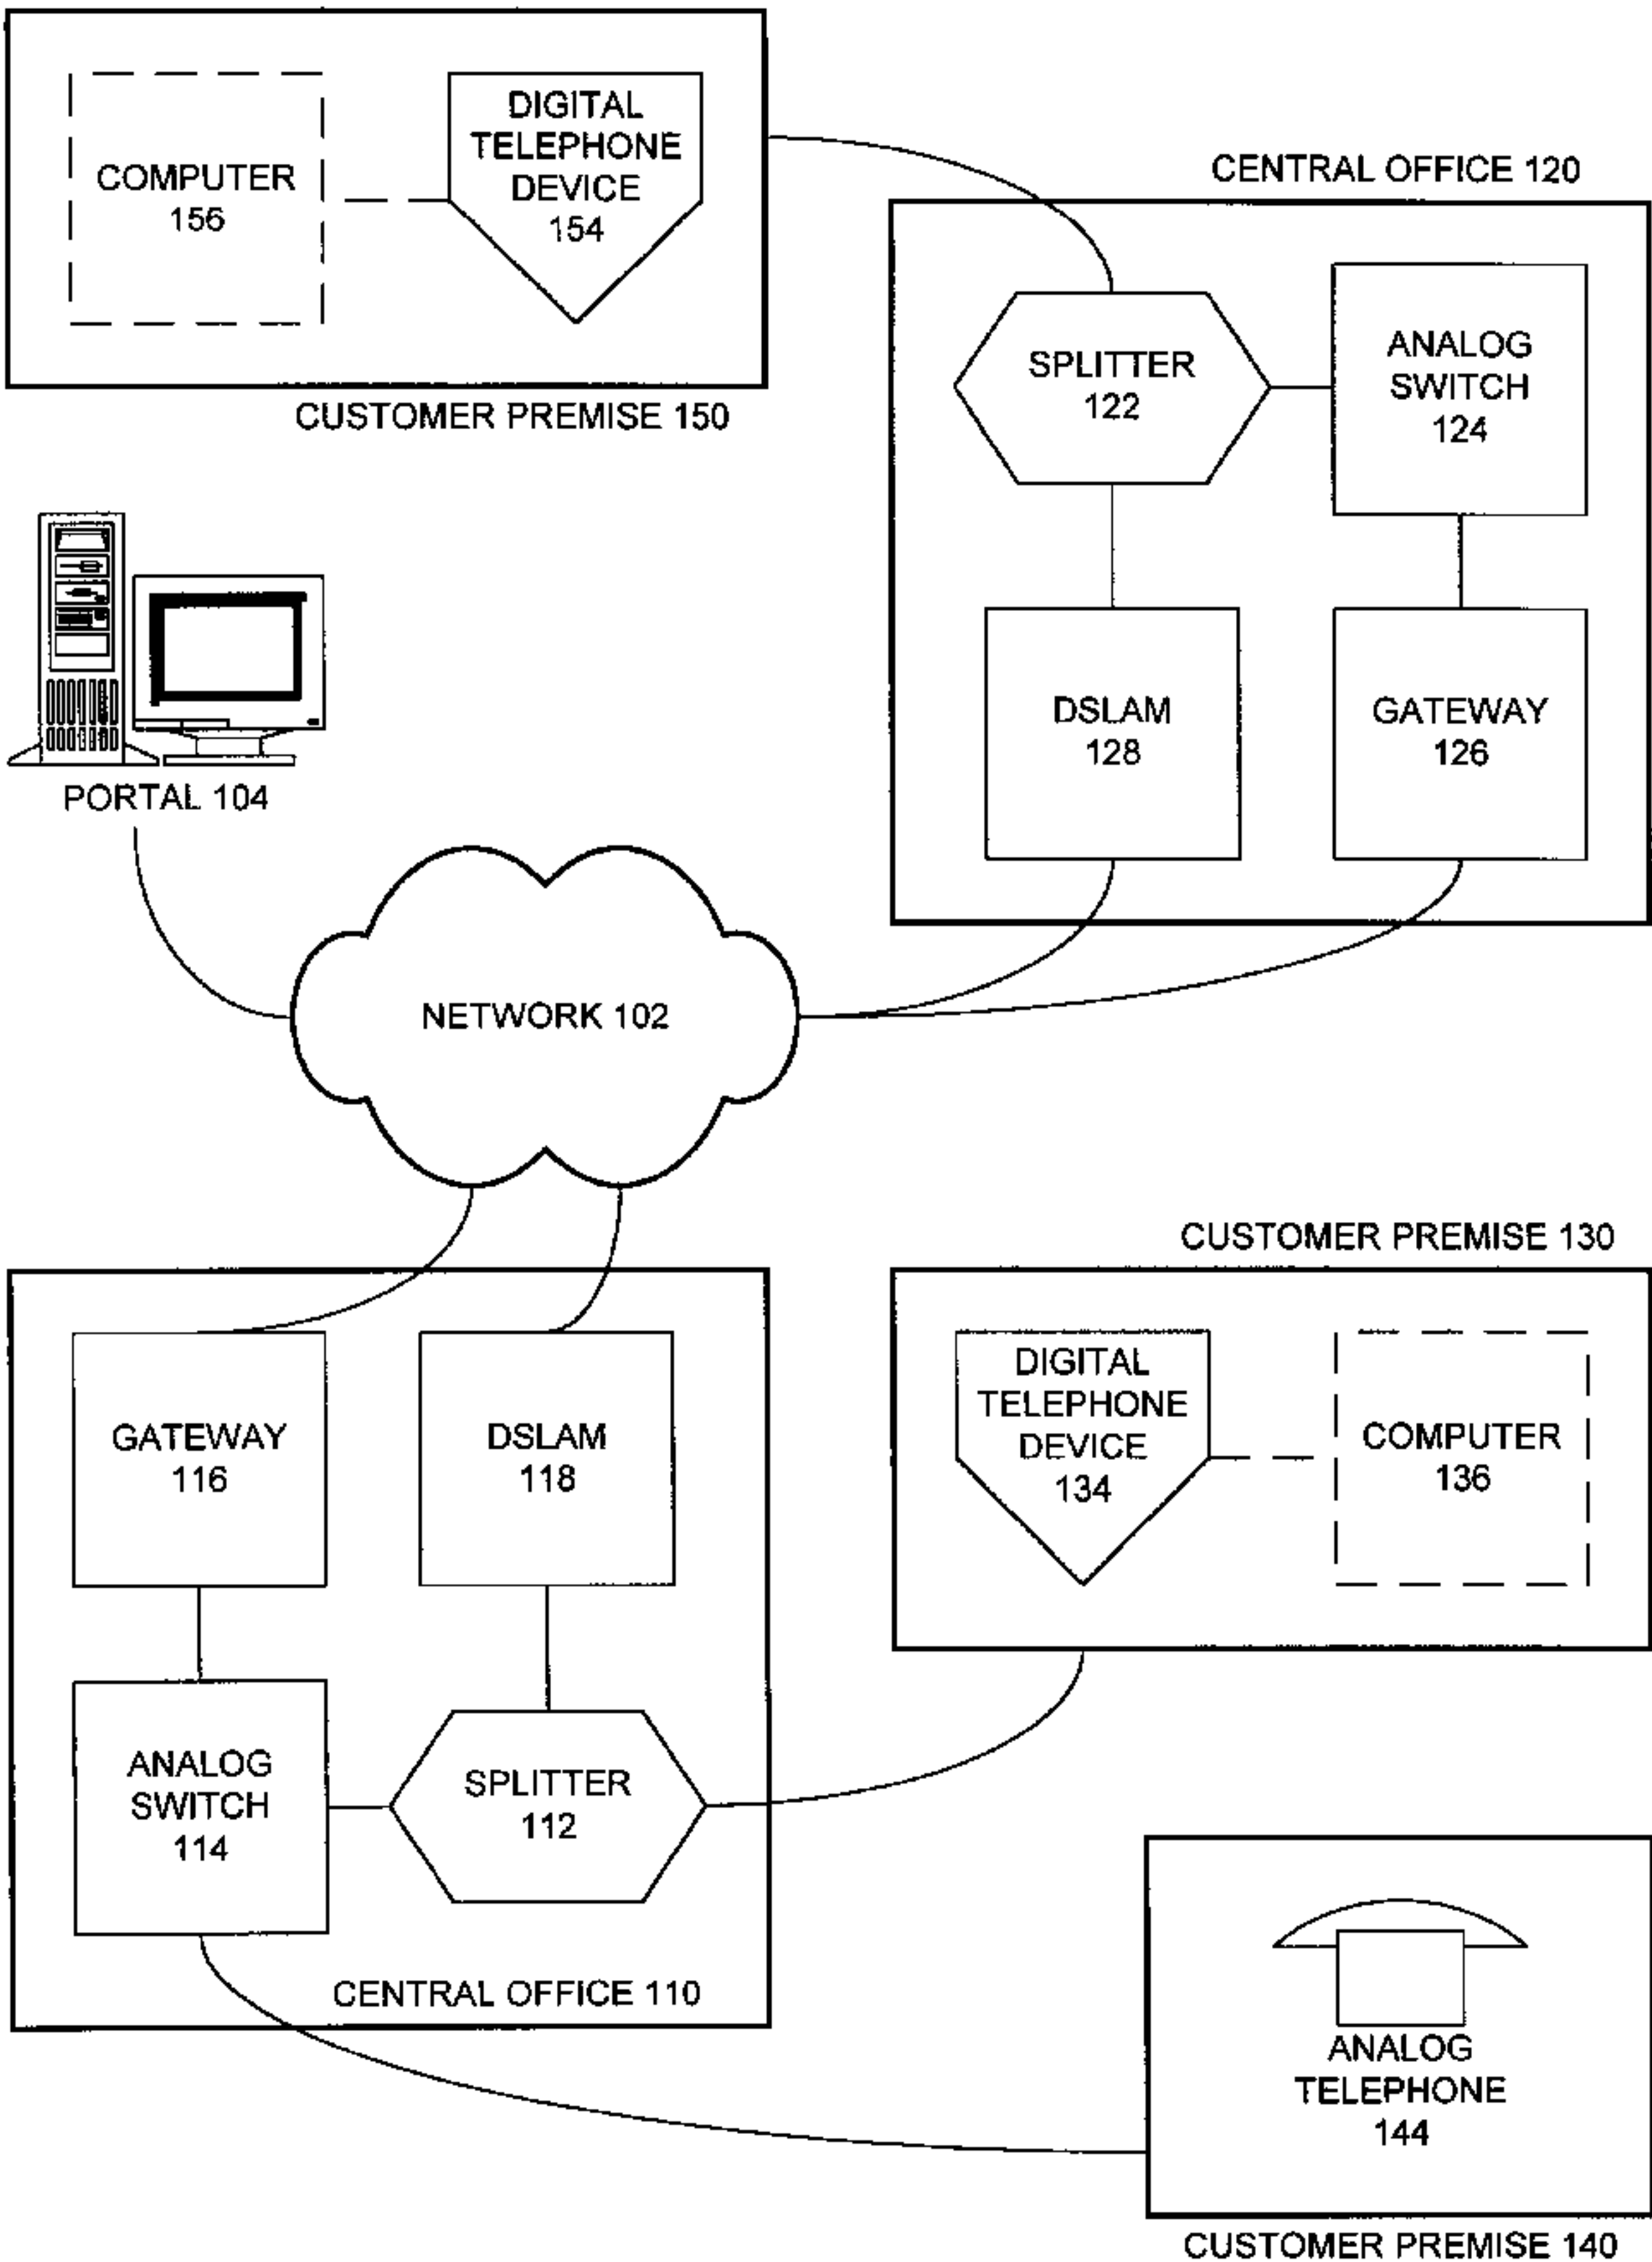 COMPUTER
156
DIGITAL
TELEPHONE
DEVICE
154
CUSTOMER PREMISE 150
CENTRAL OFFICE 120
SPLITTER
122
ANALOG
SWITCH
124
DSLAM
128
GATEWAY
126
PORTAL 104
NETWORK 102
GATEWAY
116
DSLAM
118
ANALOG
SWITCH
114
SPLITTER
112
CENTRAL OFFICE 110
CUSTOMER PREMISE 130
DIGITAL
TELEPHONE
DEVICE
134
COMPUTER
136
ANALOG
TELEPHONE
144
CUSTOMER PREMISE 140